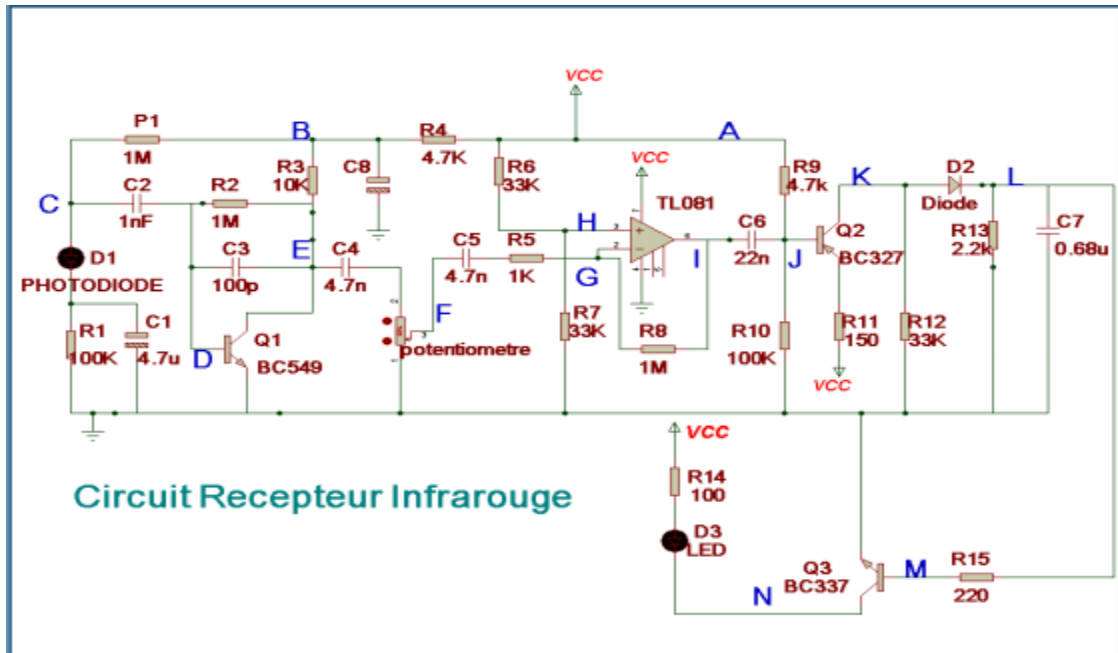 VCC
P1
1M
B
R4
4.7K
A
R3
10K
C8
R6
33K
VCC
R9
4.7k
K
D2
Diode
L
C
C2
1nF
R2
1M
TL081
H
C6
22n
Q2
BC327
R13
2.2k
C7
0.68u
D1
PHOTODIODE
C3
100p
E
C4
4.7n
C5
4.7n
R5
1K
G
I
J
F
R1
100K
C1
4.7u
D
Q1
BC549
potentiometre
R7
33K
R8
1M
R10
100K
R11
150
R12
33K
VCC
VCC
R14
100
Circuit Recepteur Infrarouge
D3
LED
Q3
BC337
M
R15
220
N